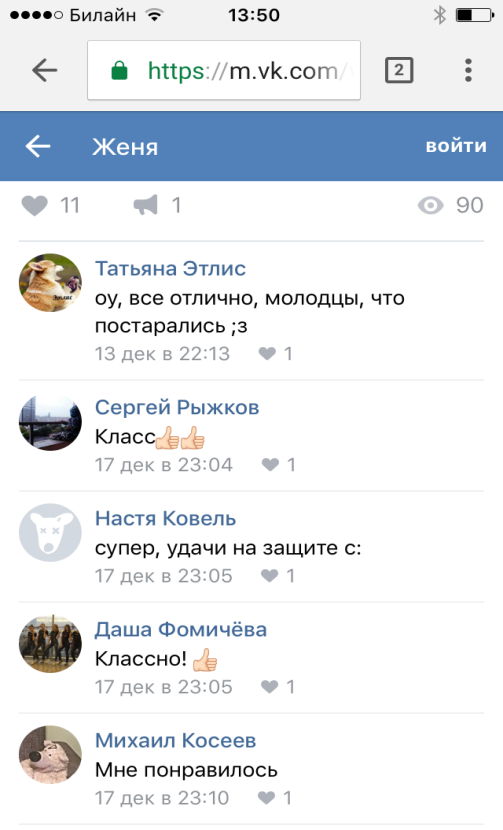 Билайн 13:50
https://m.vk.com/ 2
Женя войти
11 1 90
Татьяна Этлис
оу, все отлично, молодцы, что
постарались ;з
13 дек в 22:13 1
Сергей Рыжков
Класс👍👍
17 дек в 23:04 1
Настя Ковель
супер, удачи на защите с:
17 дек в 23:05 1
Даша Фомичёва
Классно! 👍
17 дек в 23:05 1
Михаил Косеев
Мне понравилось
17 дек в 23:10 1